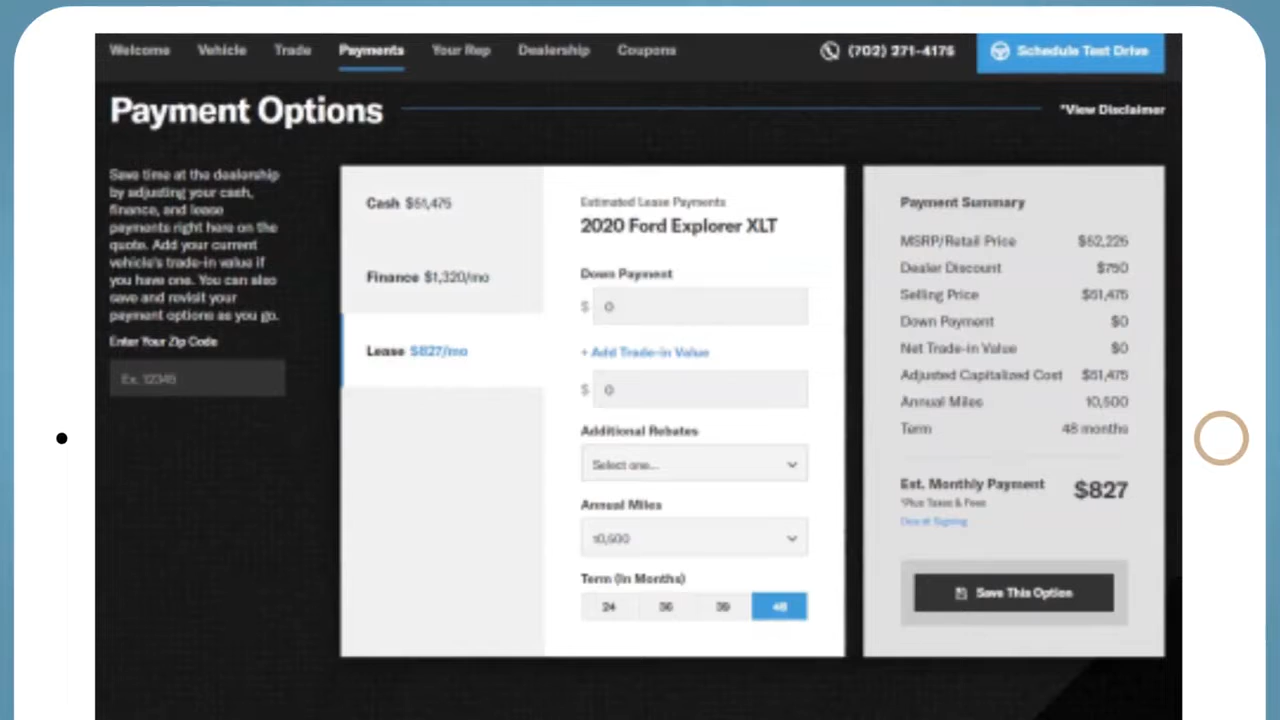 Welcome Vehicle Trade Payments Your Rep Dealership Coupons (702) 271-4175 Schedule Test Drive
Payment Options *View Disclaimer
Save time at the dealership
by adjusting your cash,
finance, and lease
payments right here on the
quote. Add your current
vehicle's trade-in value if
you have one. You can also
save and revisit your
payment options as you go.
Enter Your Zip Code
Ex. 12345
Cash $51,475
Finance $1,320/mo
Lease $827/mo
Estimated Lease Payments
2020 Ford Explorer XLT
Down Payment
$ 0
+ Add Trade-in Value
$ 0
Additional Rebates
Select one...
Annual Miles
10,500
Term (In Months)
24 36 39 48
Payment Summary
MSRP/Retail Price $52,225
Dealer Discount $750
Selling Price $51,475
Down Payment $0
Net Trade-in Value $0
Adjusted Capitalized Cost $51,475
Annual Miles 10,500
Term 48 months
Est. Monthly Payment $827
*Plus Taxes & Fees
Due at Signing
Save This Option